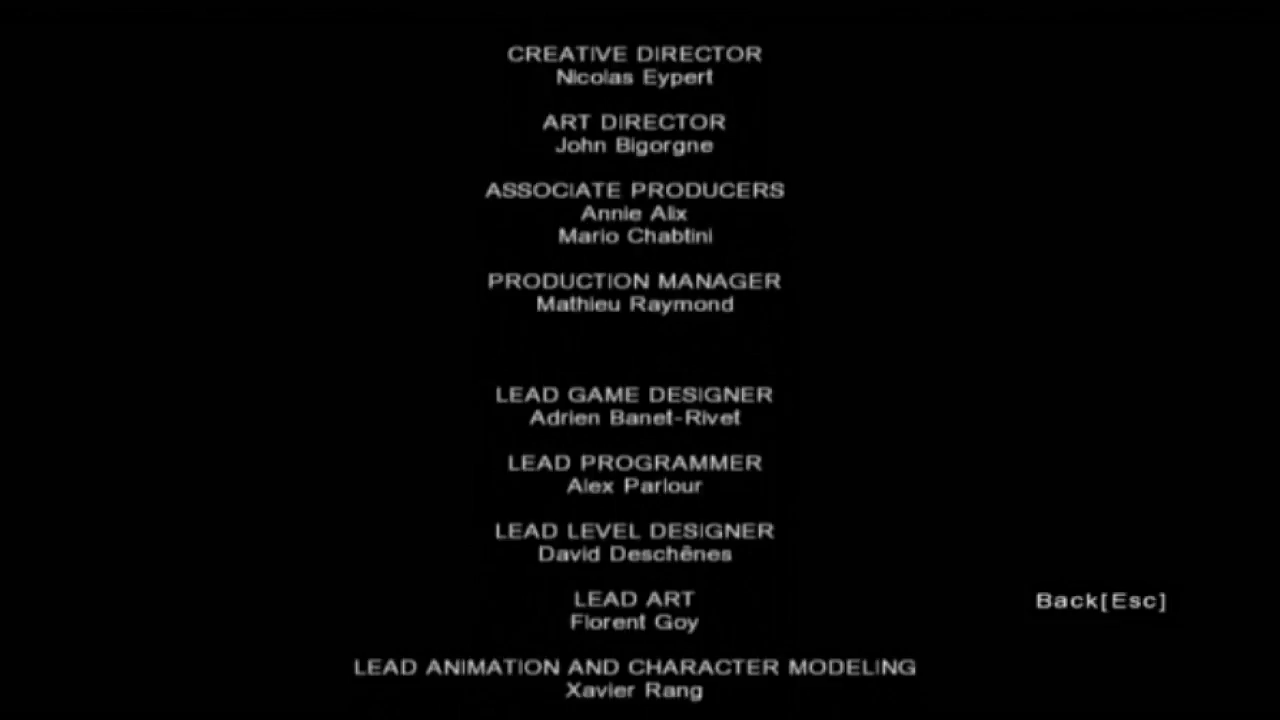 CREATIVE DIRECTOR
Nicolas Eypert
ART DIRECTOR
John Bigorgne
ASSOCIATE PRODUCERS
Annie Alix
Mario Chabtini
PRODUCTION MANAGER
Mathieu Raymond
LEAD GAME DESIGNER
Adrien Banet-Rivet
LEAD PROGRAMMER
Alex Parlour
LEAD LEVEL DESIGNER
David Deschênes
LEAD ART
Florent Goy
Back[Esc]
LEAD ANIMATION AND CHARACTER MODELING
Xavier Rang